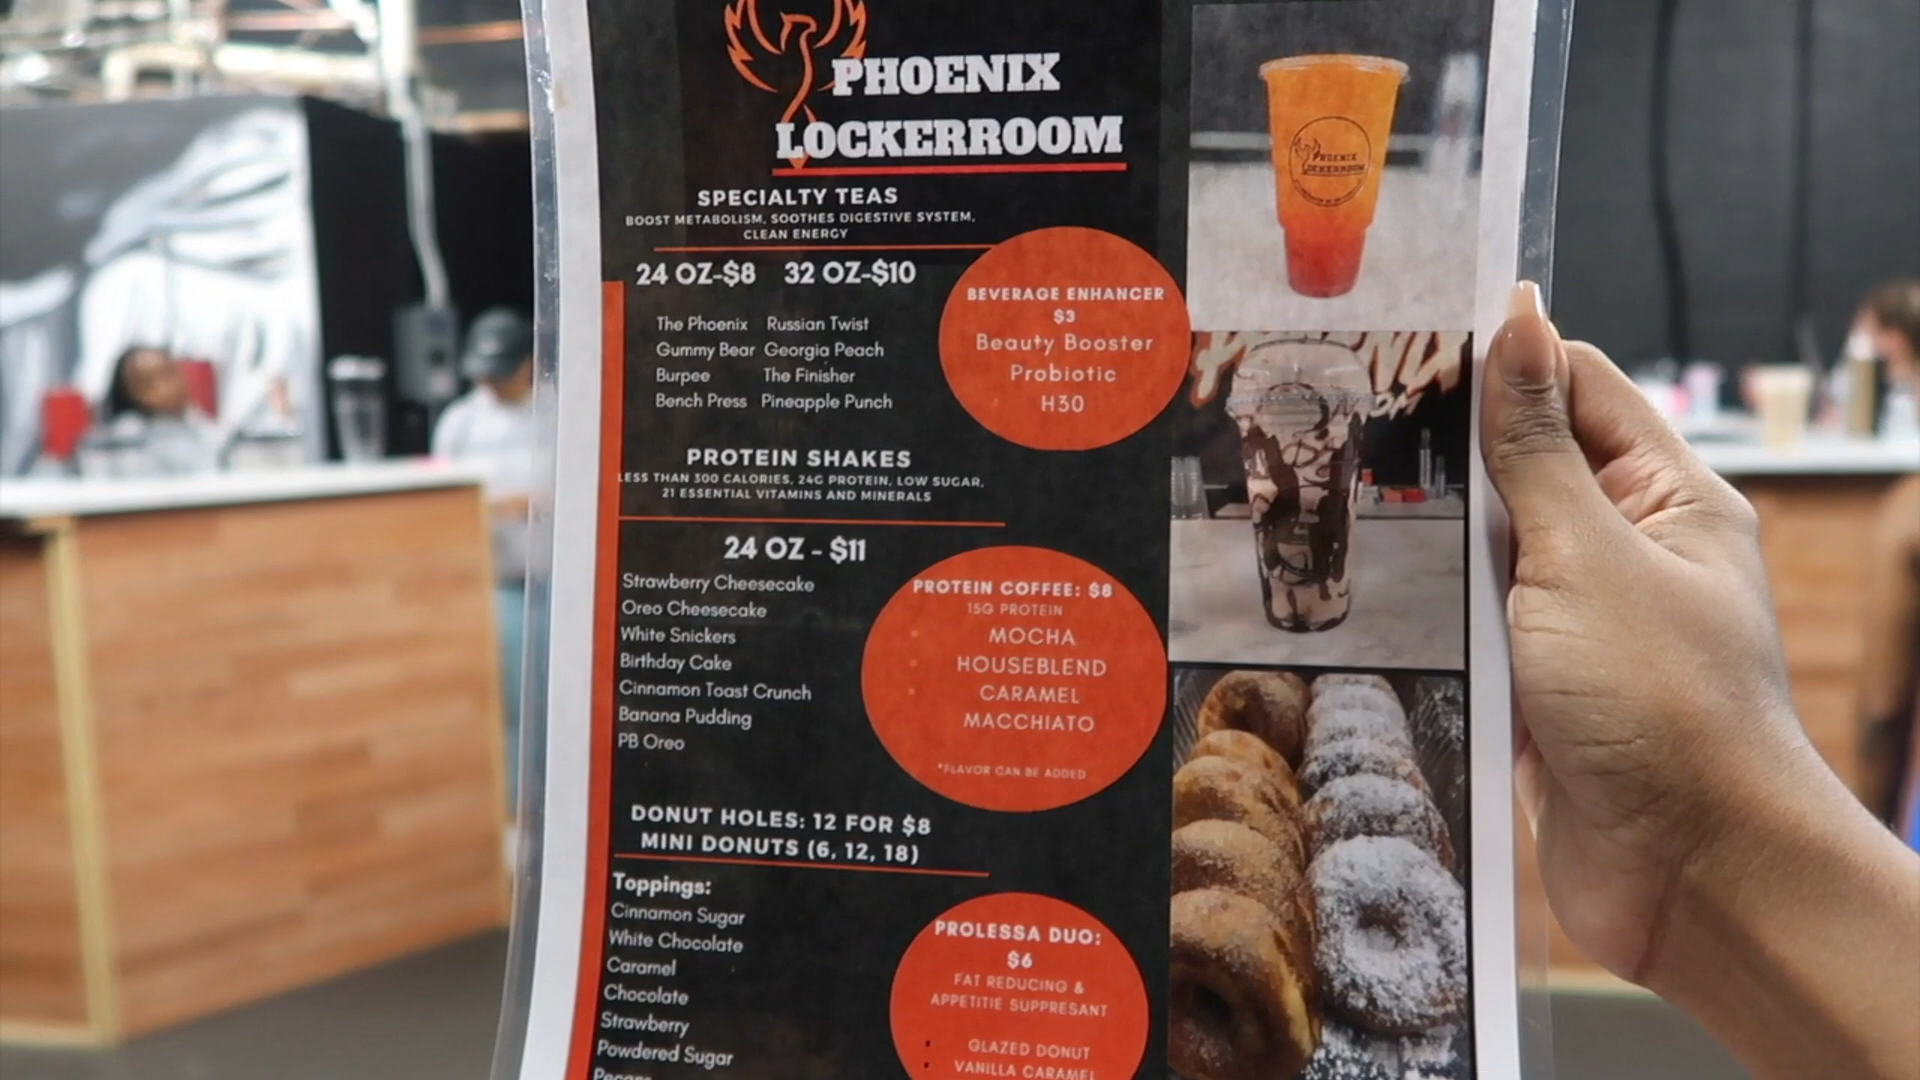 PHOENIX
LOCKERROOM
SPECIALTY TEAS
BOOST METABOLISM, SOOTHES DIGESTIVE SYSTEM,
CLEAN ENERGY
24 OZ-$8 32 OZ-$10
The Phoenix Russian Twist
Gummy Bear Georgia Peach
Burpee The Finisher
Bench Press Pineapple Punch
BEVERAGE ENHANCER
$3
Beauty Booster
Probiotic
H30
PROTEIN SHAKES
LESS THAN 300 CALORIES, 24G PROTEIN, LOW SUGAR,
21 ESSENTIAL VITAMINS AND MINERALS
24 OZ - $11
Strawberry Cheesecake
Oreo Cheesecake
White Snickers
Birthday Cake
Cinnamon Toast Crunch
Banana Pudding
PB Oreo
PROTEIN COFFEE: $8
15G PROTEIN
MOCHA
HOUSEBLEND
CARAMEL
MACCHIATO
*FLAVOR CAN BE ADDED
DONUT HOLES: 12 FOR $8
MINI DONUTS (6, 12, 18)
Toppings:
Cinnamon Sugar
White Chocolate
Caramel
Chocolate
Strawberry
Powdered Sugar
Pecans
PROLESSA DUO:
$6
FAT REDUCING &
APPETITIE SUPPRESANT
GLAZED DONUT
VANILLA CARAMEL
PHOENIX
LOCKERROOM